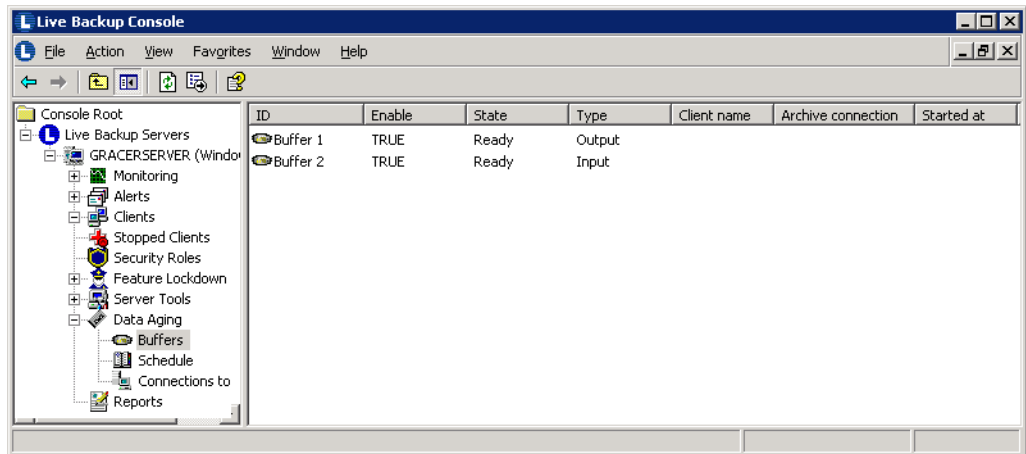 Live Backup Console
File Action View Favorites Window Help
Console Root
Live Backup Servers
GRACERSERVER (Windo
Monitoring
Alerts
Clients
Stopped Clients
Security Roles
Feature Lockdown
Server Tools
Data Aging
Buffers
Schedule
Connections to
Reports
ID Enable State Type Client name Archive connection Started at
Buffer 1 TRUE Ready Output
Buffer 2 TRUE Ready Input